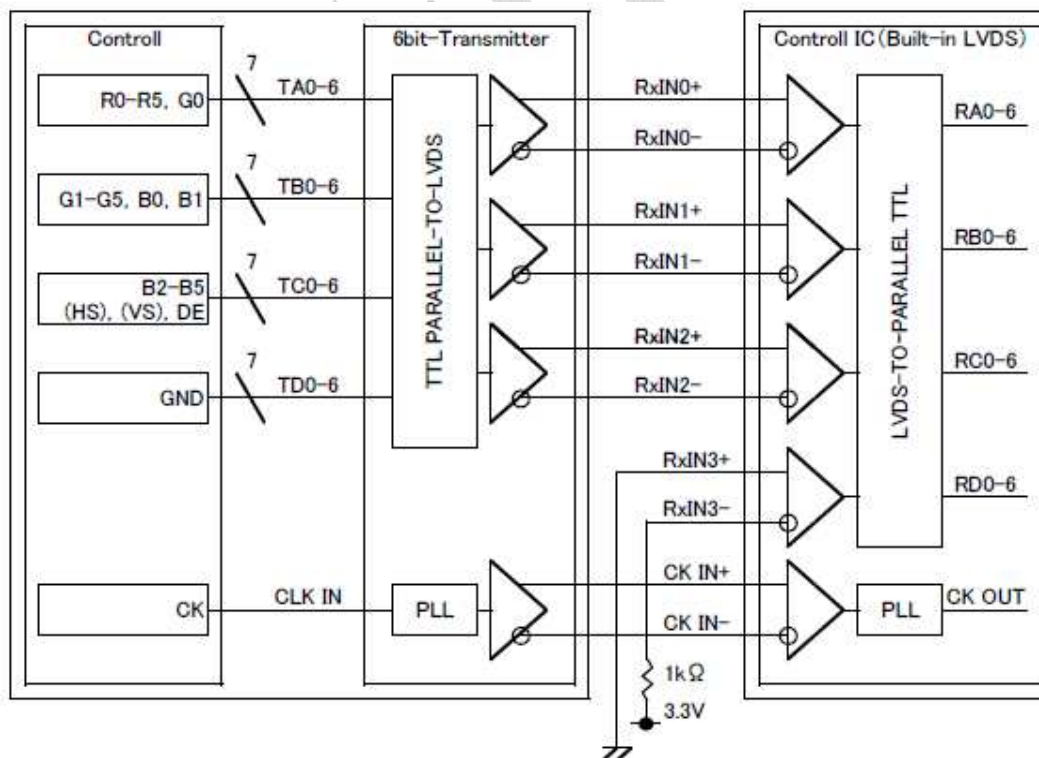 Controll
6bit-Transmitter
Controll IC(Built-in LVDS)
R0-R5, G0
7
TA0-6
RxIN0+
RxIN0-
RA0-6
G1-G5, B0, B1
7
TB0-6
RxIN1+
RxIN1-
RB0-6
B2-B5
(HS), (VS), DE
7
TC0-6
RxIN2+
RxIN2-
RC0-6
GND
7
TD0-6
RxIN3+
RxIN3-
RD0-6
TTL PARALLEL-TO-LVDS
LVDS-TO-PARALLEL TTL
CK
CLK IN
PLL
CK IN+
CK IN-
PLL
CK OUT
1kΩ
3.3V